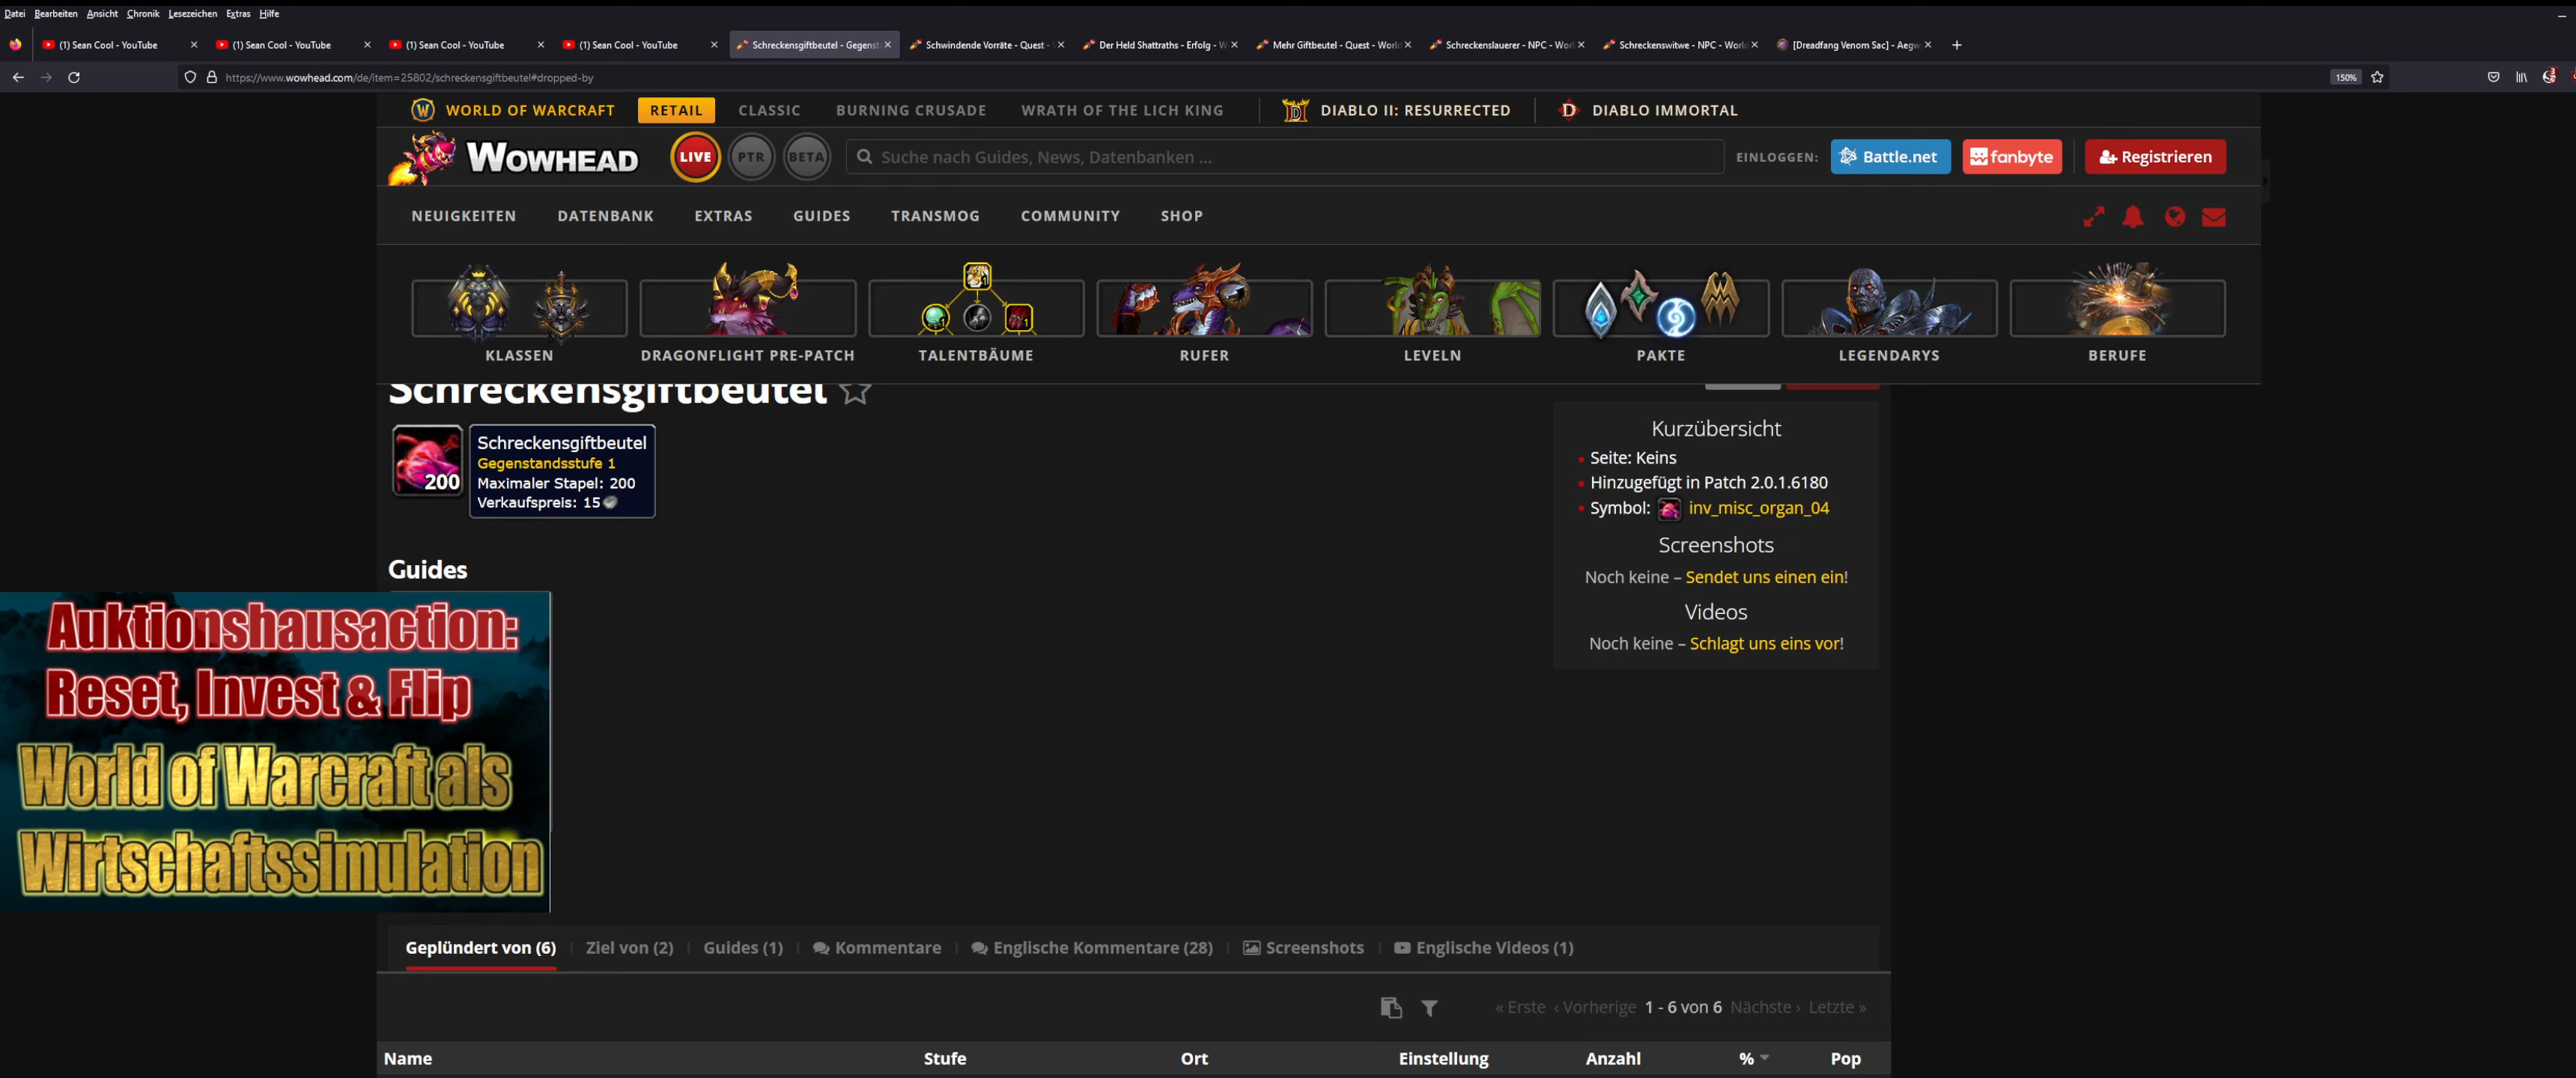 Datei Bearbeiten Ansicht Chronik Lesezeichen Extras Hilfe
(1) Sean Cool - YouTube (1) Sean Cool - YouTube (1) Sean Cool - YouTube (1) Sean Cool - YouTube Schreckensgiftbeutel - Gegenst Schwindende Vorräte - Quest - Der Held Shattraths - Erfolg - W Mehr Giftbeutel - Quest - World Schreckenslauerer - NPC - Worl Schreckenswitwe - NPC - World [Dreadfang Venom Sac] - Aegw
https://www.wowhead.com/de/item=25802/schreckensgiftbeutel#dropped-by 150%
WORLD OF WARCRAFT RETAIL CLASSIC BURNING CRUSADE WRATH OF THE LICH KING DIABLO II: RESURRECTED DIABLO IMMORTAL
WOWHEAD LIVE PTR BETA Suche nach Guides, News, Datenbanken ... EINLOGGEN: Battle.net fanbyte Registrieren
NEUIGKEITEN DATENBANK EXTRAS GUIDES TRANSMOG COMMUNITY SHOP
KLASSEN DRAGONFLIGHT PRE-PATCH TALENTBÄUME RUFER LEVELN PAKTE LEGENDARYS BERUFE
Schreckensgiftbeutel
200
Schreckensgiftbeutel
Gegenstandsstufe 1
Maximaler Stapel: 200
Verkaufspreis: 15
Kurzübersicht
Seite: Keins
Hinzugefügt in Patch 2.0.1.6180
Symbol: inv_misc_organ_04
Screenshots
Noch keine – Sendet uns einen ein!
Videos
Noch keine – Schlagt uns eins vor!
Guides
Auktionshausaction:
Reset, Invest & Flip
World of Warcraft als
Wirtschaftssimulation
Geplündert von (6) Ziel von (2) Guides (1) Kommentare Englische Kommentare (28) Screenshots Englische Videos (1)
« Erste ‹ Vorherige 1 - 6 von 6 Nächste › Letzte »
Name Stufe Ort Einstellung Anzahl % Pop